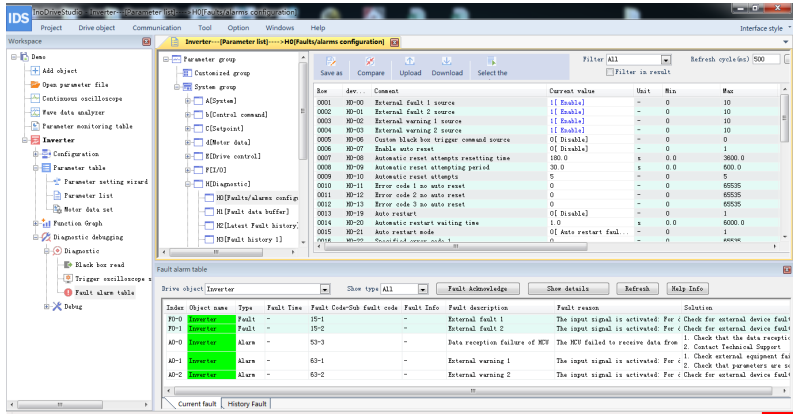 IDS
InoDriveStudio - Inverter---[Parameter list]---->H0[Faults/alarms configuration]
Project Drive object Communication Tool Option Windows Help Interface style
Workspace
Demo
Add object
Open parameter file
Continuous oscilloscope
Wave data analyzer
Parameter monitoring table
Inverter
Configuration
Parameter table
Parameter setting wizard
Parameter list
Motor data set
Function Graph
Diagnostic debugging
Diagnostic
Black box read
Trigger oscilloscope s
Fault alarm table
Debug
Inverter---[Parameter list]---->H0[Faults/alarms configuration]
Parameter group
Customized group
System group
A[System]
b[Control command]
C[Setpoint]
d[Motor data]
E[Drive control]
F[I/O]
H[Diagnostic]
H0[Faults/alarms config
H1[Fault data buffer]
H2[Latest Fault history]
H3[Fault history 1]
Save as Compare Upload Download Select the
Filter All Refresh cycle(ms) 500
Filter in result
Row dev... Comment Current value Unit Min Max
0001 H0-00 External fault 1 source 1[ Enable] - 0 10
0002 H0-01 External fault 2 source 1[ Enable] - 0 10
0003 H0-02 External warning 1 source 1[ Enable] - 0 10
0004 H0-03 External warning 2 source 1[ Enable] - 0 10
0005 H0-06 Custom black box trigger command source 0[ Disable] - 0 0
0006 H0-07 Enable auto reset 0[ Disable] - 0 1
0007 H0-08 Automatic reset attempts resetting time 180.0 s 0.0 3600.0
0008 H0-09 Automatic reset attempting period 30.0 s 0.0 600.0
0009 H0-10 Automatic reset attempts 5 - 0 5
0010 H0-11 Error code 1 no auto reset 0 - 0 65535
0011 H0-12 Error code 2 no auto reset 0 - 0 65535
0012 H0-13 Error code 3 no auto reset 0 - 0 65535
0013 H0-19 Auto restart 0[ Disable] - 0 1
0014 H0-20 Automatic restart waiting time 1.0 s 0.0 6000.0
0015 H0-21 Auto restart mode 0[ Auto restart faul... - 0 1
0016 H0-22 Specified error code 1 0 - 0 65535
Fault alarm table
Drive object Inverter Show type All Fault Acknowledge Show details Refresh Help Info
Index Object name Type Fault Time Fault Code-Sub fault code Fault Info Fault description Fault reason Solution
F0-0 Inverter Fault - 15-1 - External fault 1 The input signal is activated: For Check for external device fault
F0-1 Inverter Fault - 15-2 - External fault 2 The input signal is activated: For Check for external device fault
A0-0 Inverter Alarm - 53-3 - Data reception failure of MCU The MCU failed to receive data from 1. Check that the data receptio
2. Contact Technical Support
A0-1 Inverter Alarm - 63-1 - External warning 1 The input signal is activated: For 1. Check external equipment fai
2. Check that parameters are se
A0-2 Inverter Alarm - 63-2 - External warning 2 The input signal is activated: For Check for external device fault
Current fault History Fault